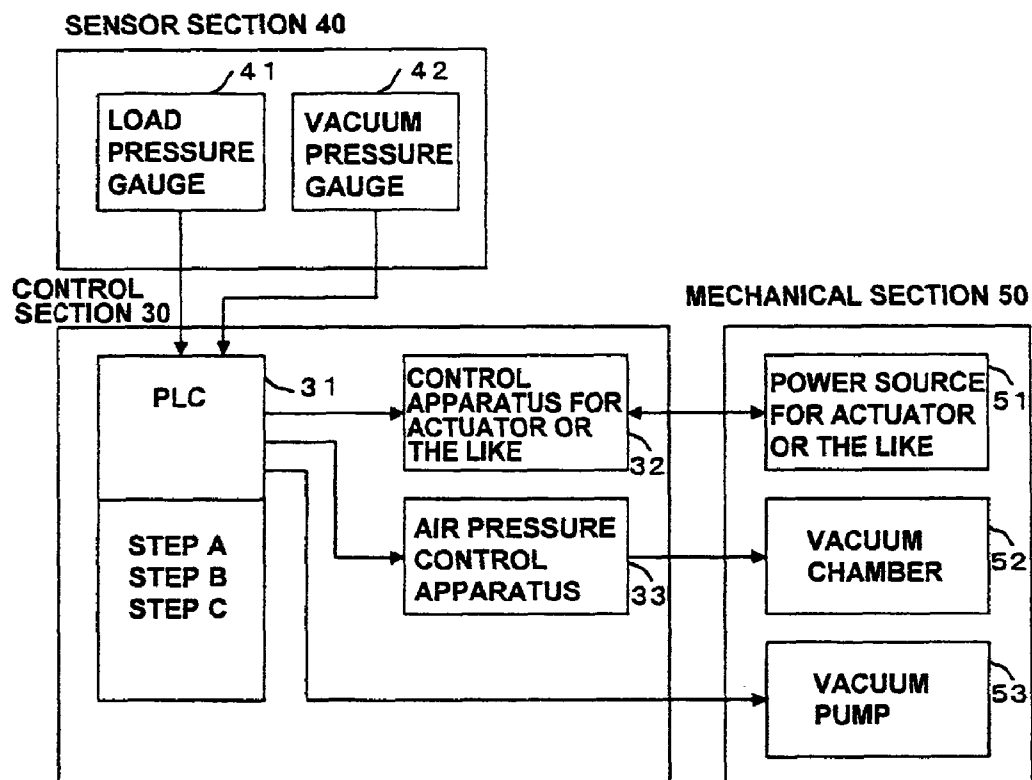 SENSOR SECTION 40
41
42
LOAD
PRESSURE
GAUGE
VACUUM
PRESSURE
GAUGE
CONTROL
SECTION 30
MECHANICAL SECTION 50
PLC
31
CONTROL
APPARATUS FOR
ACTUATOR OR
THE LIKE
32
POWER SOURCE
FOR ACTUATOR
OR THE LIKE
51
STEP A
STEP B
STEP C
AIR PRESSURE
CONTROL
APPARATUS
33
VACUUM
CHAMBER
52
VACUUM
PUMP
53